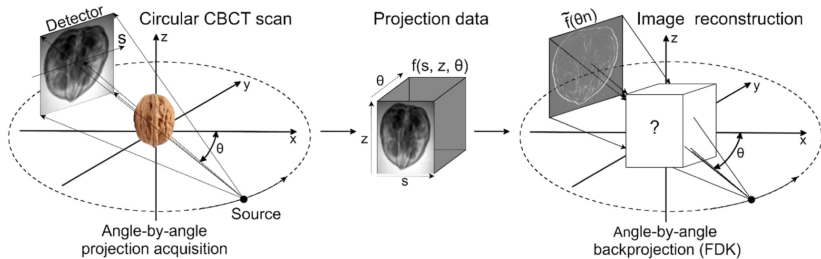 Detector
Circular CBCT scan
s
z
y
x
θ
Source
Angle-by-angle
projection acquisition
Projection data
f(s, z, θ)
θ
z
s
f̃(θn)
Image reconstruction
z
y
?
x
θ
Angle-by-angle
backprojection (FDK)